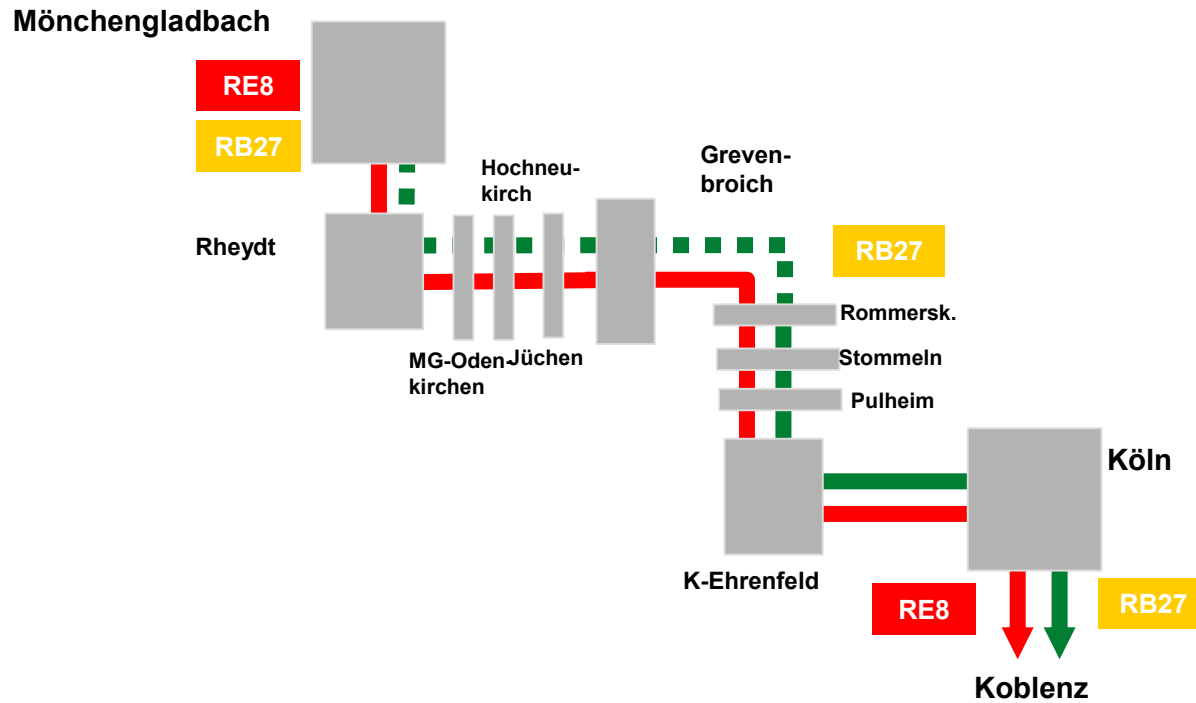 Mönchengladbach
RE8
RB27
Hochneu-
kirch
Greven-
broich
Rheydt
RB27
Rommersk.
MG-Oden-
kirchen
Jüchen
Stommeln
Pulheim
Köln
K-Ehrenfeld
RE8
RB27
Koblenz